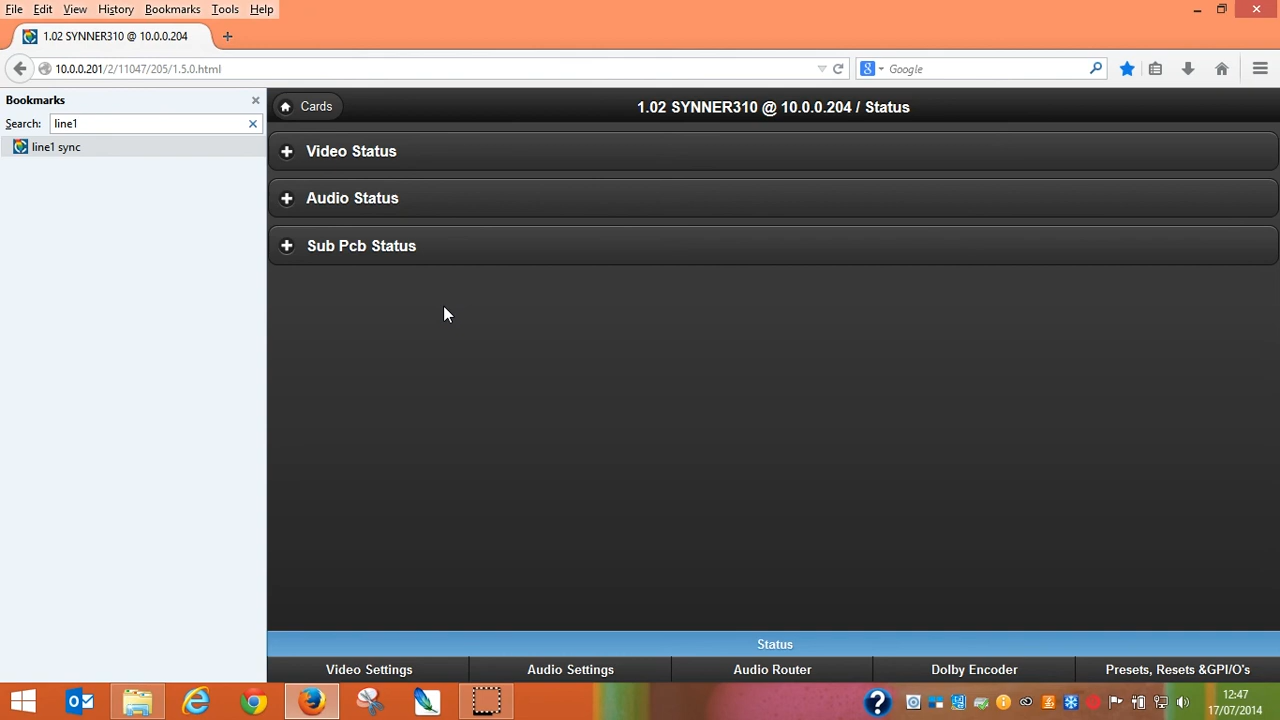 File Edit View History Bookmarks Tools Help
1.02 SYNNER310 @ 10.0.0.204
10.0.0.201/2/11047/205/1.5.0.html
Google
Bookmarks
Search: line1
line1 sync
Cards
1.02 SYNNER310 @ 10.0.0.204 / Status
Video Status
Audio Status
Sub Pcb Status
Status
Video Settings Audio Settings Audio Router Dolby Encoder Presets, Resets &GPI/O's
12:47
17/07/2014